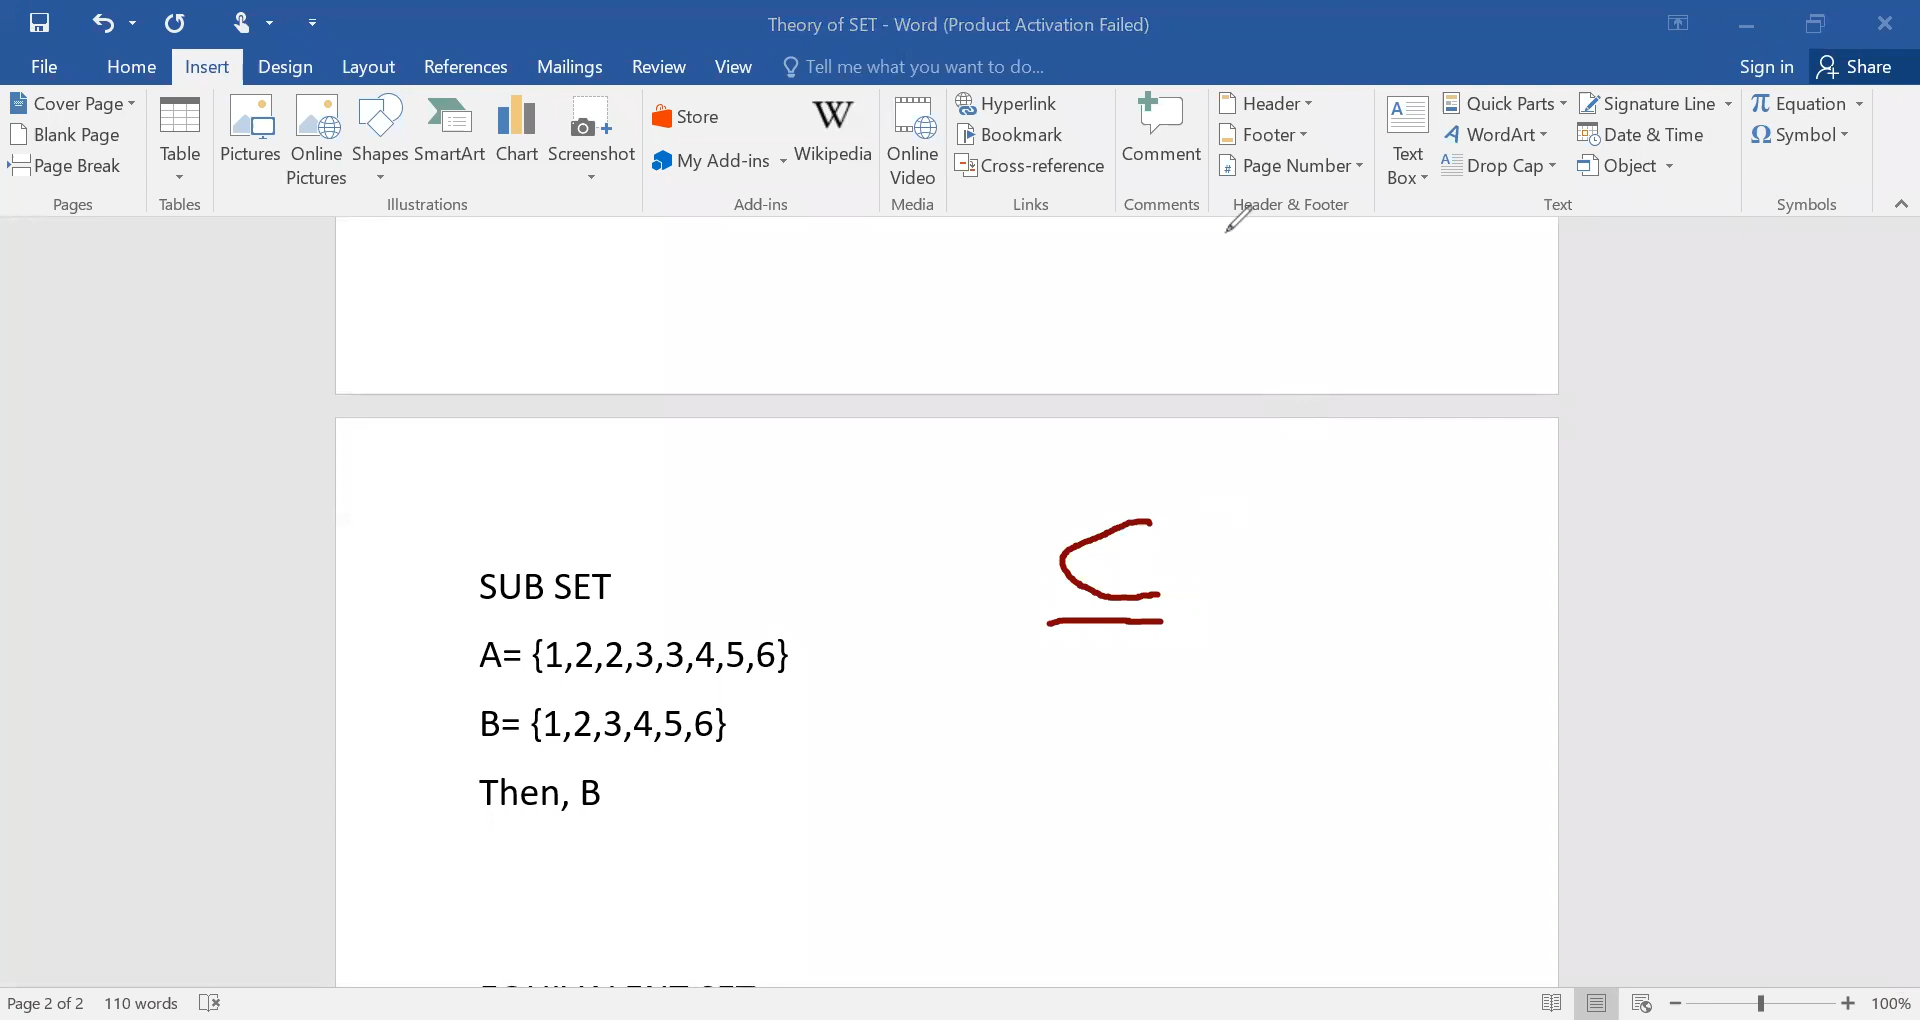 Theory of SET - Word (Product Activation Failed)
File Home Insert Design Layout References Mailings Review View Tell me what you want to do... Sign in Share
Cover Page
Blank Page
Page Break
Pages
Table
Tables
Pictures
Online Pictures
Shapes
SmartArt
Chart
Screenshot
Illustrations
Store
My Add-ins
Wikipedia
Add-ins
Online Video
Media
Hyperlink
Bookmark
Cross-reference
Links
Comment
Comments
Header
Footer
Page Number
Header & Footer
Text Box
Quick Parts
WordArt
Drop Cap
Signature Line
Date & Time
Object
Text
π Equation
Ω Symbol
Symbols
⊆
SUB SET
A= {1,2,2,3,3,4,5,6}
B= {1,2,3,4,5,6}
Then, B
Page 2 of 2 110 words 100%